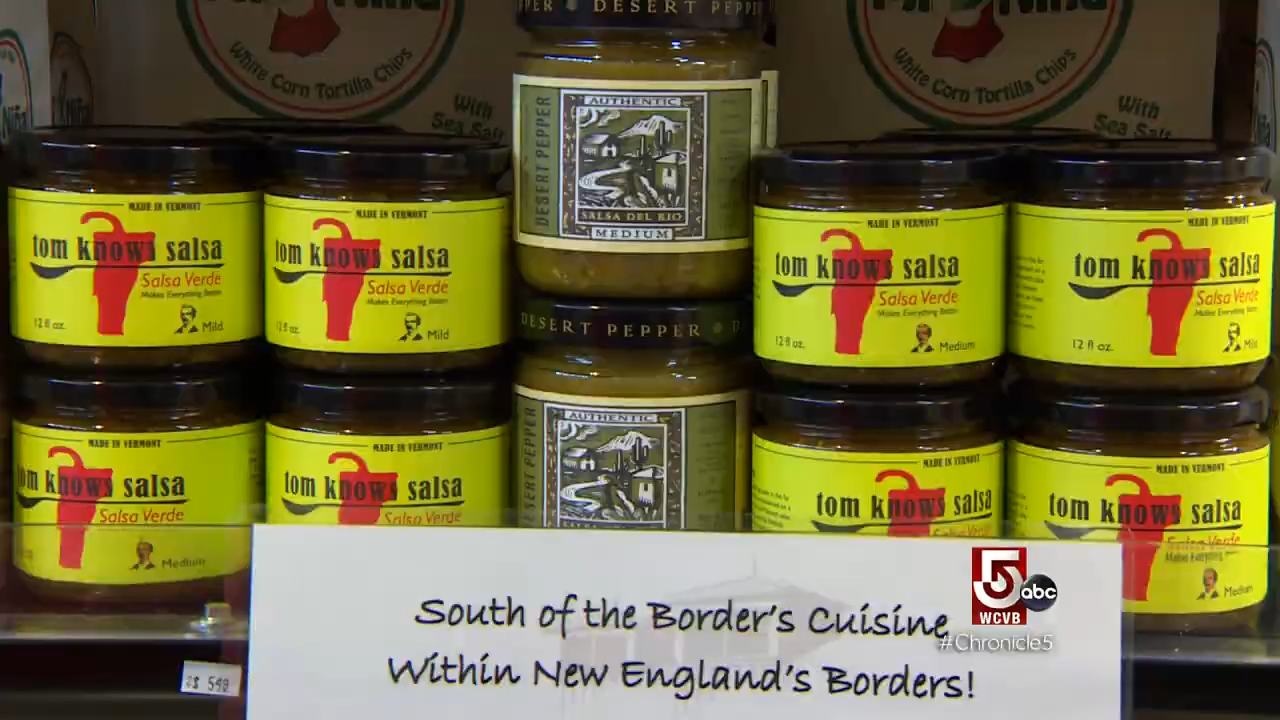 White Corn Tortilla Chips
With
Sea Salt
White Corn Tortilla Chips
With
Sea Salt
DESERT PEPPER
AUTHENTIC
DESERT PEPPER
SALSA DEL RIO
MEDIUM
MADE IN VERMONT
tom knows salsa
Salsa Verde
Makes Everything Better
12 fl oz.
Mild
MADE IN VERMONT
tom knows salsa
Salsa Verde
Makes Everything Better
12 fl oz.
Mild
MADE IN VERMONT
tom knows salsa
Salsa Verde
Makes Everything Better
12 fl oz.
Medium
MADE IN VERMONT
tom knows salsa
Salsa Verde
Makes Everything Better
12 fl oz.
Mild
DESERT PEPPER
AUTHENTIC
DESERT PEPPER
MADE IN VERMONT
tom knows salsa
Salsa Verde
Medium
MADE IN VERMONT
tom knows salsa
Salsa Verde
MADE IN VERMONT
tom knows salsa
MADE IN VERMONT
tom knows salsa
Salsa Verde
Makes Everything
Medium
South of the Border's Cuisine
Within New England's Borders!
5 abc
WCVB
#Chronicle5